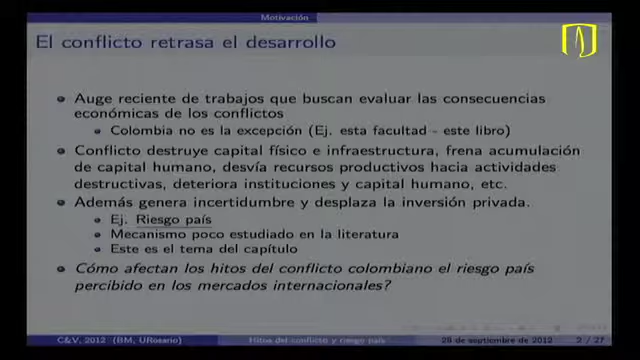 Motivación
El conflicto retrasa el desarrollo
Auge reciente de trabajos que buscan evaluar las consecuencias
económicas de los conflictos
Colombia no es la excepción (Ej. esta facultad - este libro)
Conflicto destruye capital físico e infraestructura, frena acumulación
de capital humano, desvía recursos productivos hacia actividades
destructivas, deteriora instituciones y capital humano, etc.
Además genera incertidumbre y desplaza la inversión privada.
Ej. Riesgo país
Mecanismo poco estudiado en la literatura
Este es el tema del capítulo
Cómo afectan los hitos del conflicto colombiano el riesgo país
percibido en los mercados internacionales?
C&V, 2012 (BM, URosario) Hitos del conflicto y riesgo país 28 de septiembre de 2012 2 / 27